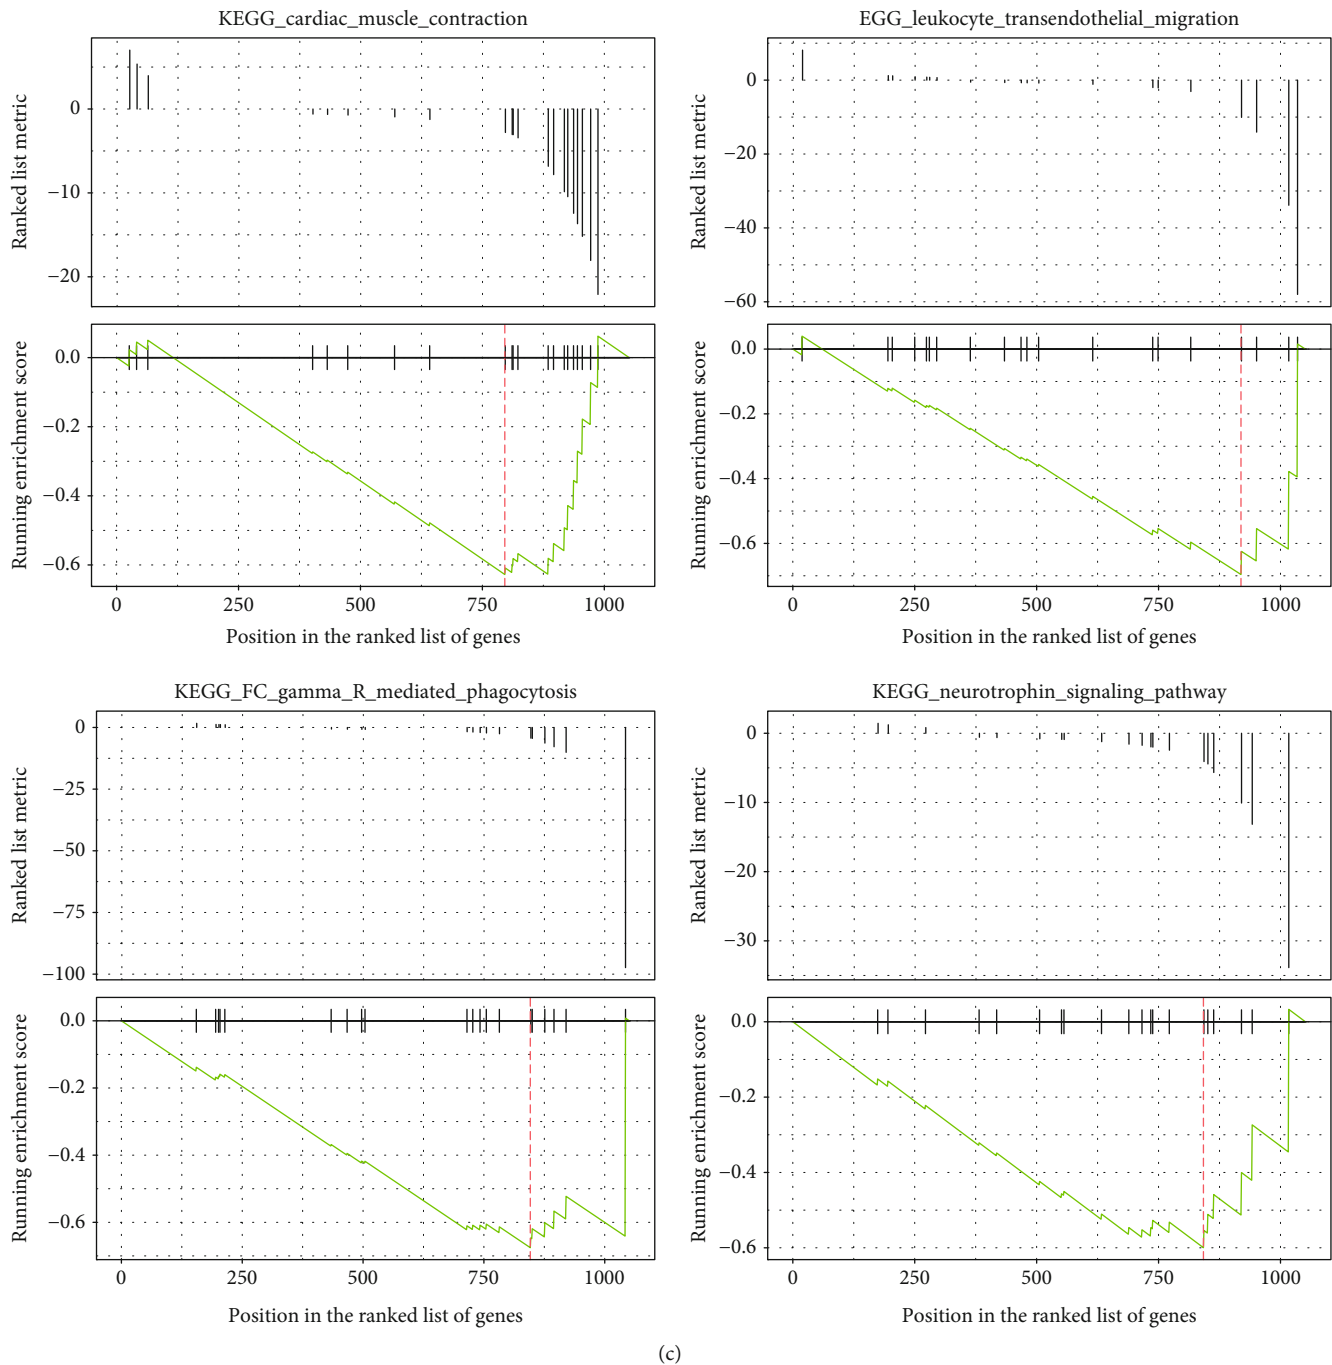 KEGG_cardiac_muscle_contraction
Ranked list metric
0
−10
−20
Running enrichment score
0.0
−0.2
−0.4
−0.6
0 250 500 750 1000
Position in the ranked list of genes
EGG_leukocyte_transendothelial_migration
Ranked list metric
0
−20
−40
−60
Running enrichment score
0.0
−0.2
−0.4
−0.6
0 250 500 750 1000
Position in the ranked list of genes
KEGG_FC_gamma_R_mediated_phagocytosis
Ranked list metric
0
−25
−50
−75
−100
Running enrichment score
0.0
−0.2
−0.4
−0.6
0 250 500 750 1000
Position in the ranked list of genes
KEGG_neurotrophin_signaling_pathway
Ranked list metric
0
−10
−20
−30
Running enrichment score
0.0
−0.2
−0.4
−0.6
0 250 500 750 1000
Position in the ranked list of genes
(c)